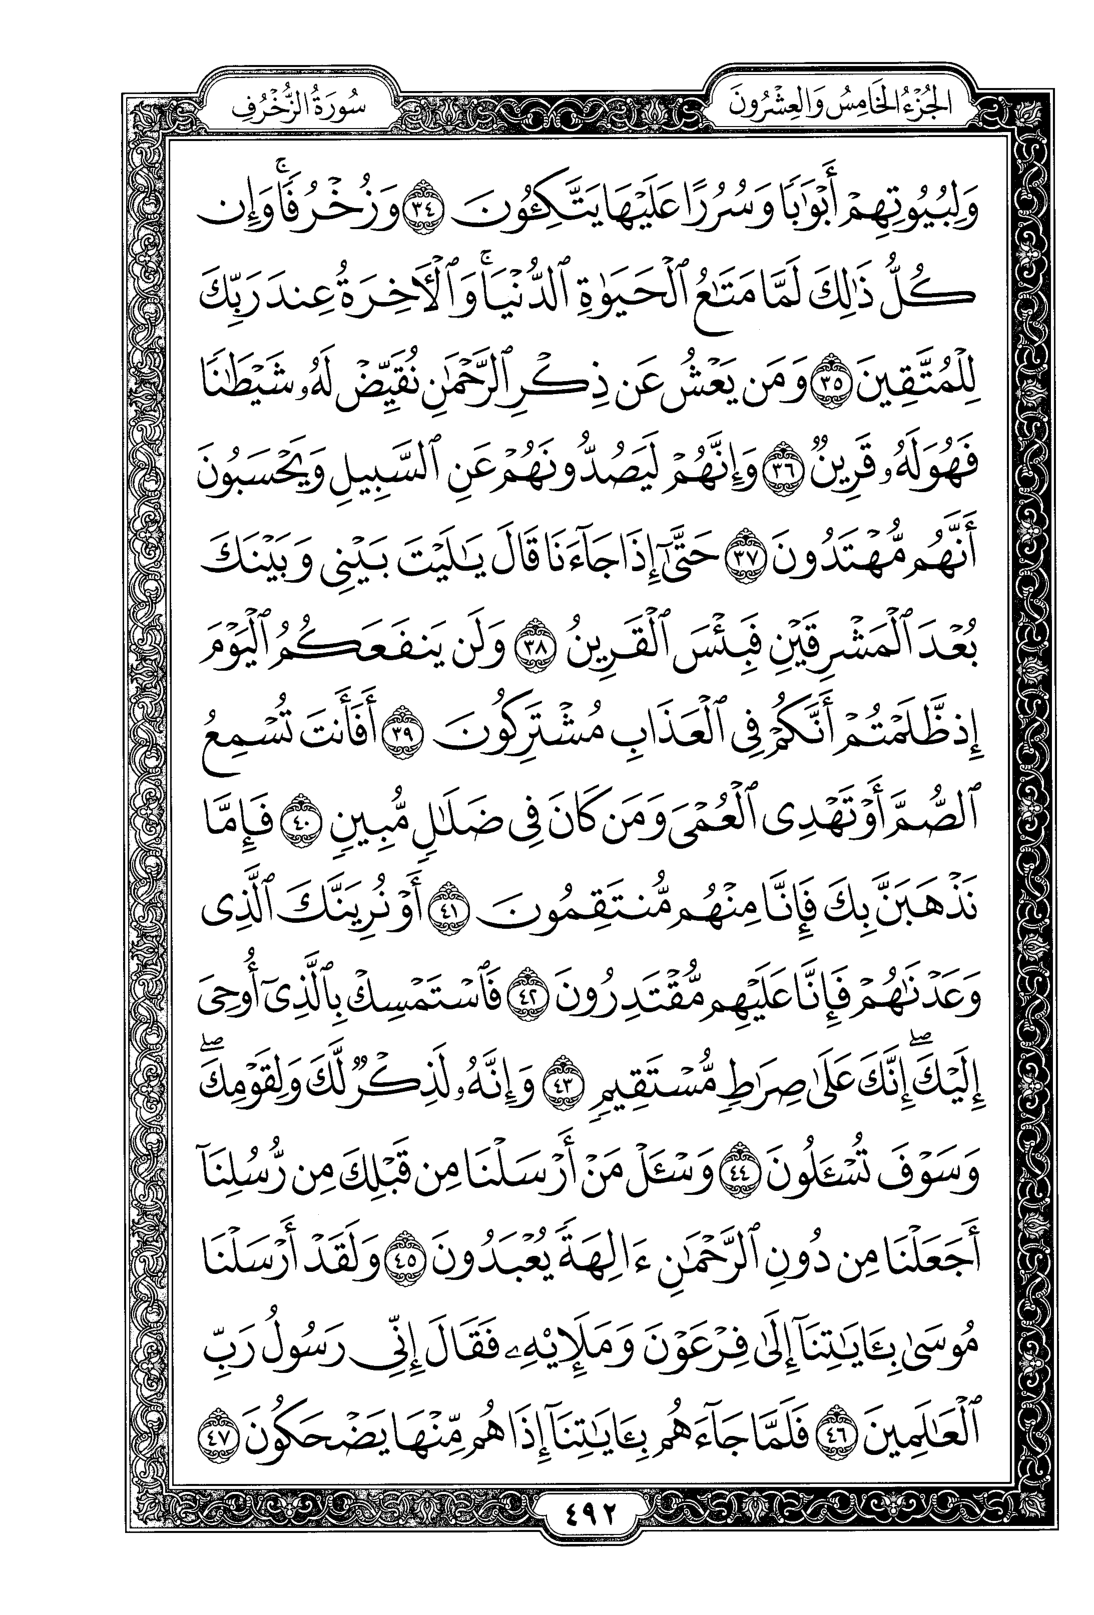 الجُزْءُ الخَامِسُ وَالعِشْرُونَ
سُورَةُ الزُّخْرُفِ
وَلِبُيُوتِهِمْ أَبْوَٰبًا وَسُرُرًا عَلَيْهَا يَتَّكِـُٔونَ ٣٤ وَزُخْرُفًا ۚ وَإِن
كُلُّ ذَٰلِكَ لَمَّا مَتَـٰعُ ٱلْحَيَوٰةِ ٱلدُّنْيَا ۚ وَٱلْـَٔاخِرَةُ عِندَ رَبِّكَ
لِلْمُتَّقِينَ ٣٥ وَمَن يَعْشُ عَن ذِكْرِ ٱلرَّحْمَـٰنِ نُقَيِّضْ لَهُۥ شَيْطَـٰنًا
فَهُوَ لَهُۥ قَرِينٌ ٣٦ وَإِنَّهُمْ لَيَصُدُّونَهُمْ عَنِ ٱلسَّبِيلِ وَيَحْسَبُونَ
أَنَّهُم مُّهْتَدُونَ ٣٧ حَتَّىٰٓ إِذَا جَآءَنَا قَالَ يَـٰلَيْتَ بَيْنِى وَبَيْنَكَ
بُعْدَ ٱلْمَشْرِقَيْنِ فَبِئْسَ ٱلْقَرِينُ ٣٨ وَلَن يَنفَعَكُمُ ٱلْيَوْمَ
إِذ ظَّلَمْتُمْ أَنَّكُمْ فِى ٱلْعَذَابِ مُشْتَرِكُونَ ٣٩ أَفَأَنتَ تُسْمِعُ
ٱلصُّمَّ أَوْ تَهْدِى ٱلْعُمْىَ وَمَن كَانَ فِى ضَلَـٰلٍ مُّبِينٍ ٤٠ فَإِمَّا
نَذْهَبَنَّ بِكَ فَإِنَّا مِنْهُم مُّنتَقِمُونَ ٤١ أَوْ نُرِيَنَّكَ ٱلَّذِى
وَعَدْنَـٰهُمْ فَإِنَّا عَلَيْهِم مُّقْتَدِرُونَ ٤٢ فَٱسْتَمْسِكْ بِٱلَّذِىٓ أُوحِىَ
إِلَيْكَ ۖ إِنَّكَ عَلَىٰ صِرَٰطٍ مُّسْتَقِيمٍ ٤٣ وَإِنَّهُۥ لَذِكْرٌ لَّكَ وَلِقَوْمِكَ ۖ
وَسَوْفَ تُسْـَٔلُونَ ٤٤ وَسْـَٔلْ مَنْ أَرْسَلْنَا مِن قَبْلِكَ مِن رُّسُلِنَآ
أَجَعَلْنَا مِن دُونِ ٱلرَّحْمَـٰنِ ءَالِهَةً يُعْبَدُونَ ٤٥ وَلَقَدْ أَرْسَلْنَا
مُوسَىٰ بِـَٔايَـٰتِنَآ إِلَىٰ فِرْعَوْنَ وَمَلَإِي۟هِۦ فَقَالَ إِنِّى رَسُولُ رَبِّ
ٱلْعَـٰلَمِينَ ٤٦ فَلَمَّا جَآءَهُم بِـَٔايَـٰتِنَآ إِذَا هُم مِّنْهَا يَضْحَكُونَ ٤٧
٤٩٢